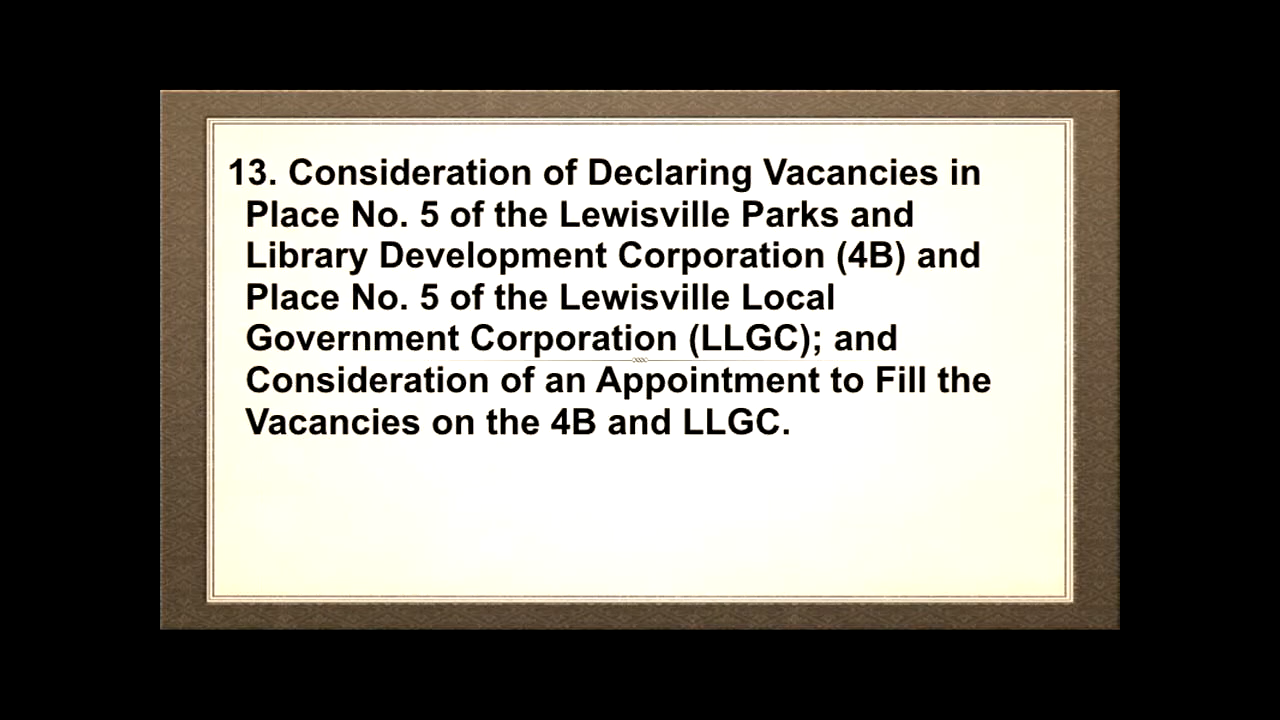 13. Consideration of Declaring Vacancies in
Place No. 5 of the Lewisville Parks and
Library Development Corporation (4B) and
Place No. 5 of the Lewisville Local
Government Corporation (LLGC); and
Consideration of an Appointment to Fill the
Vacancies on the 4B and LLGC.